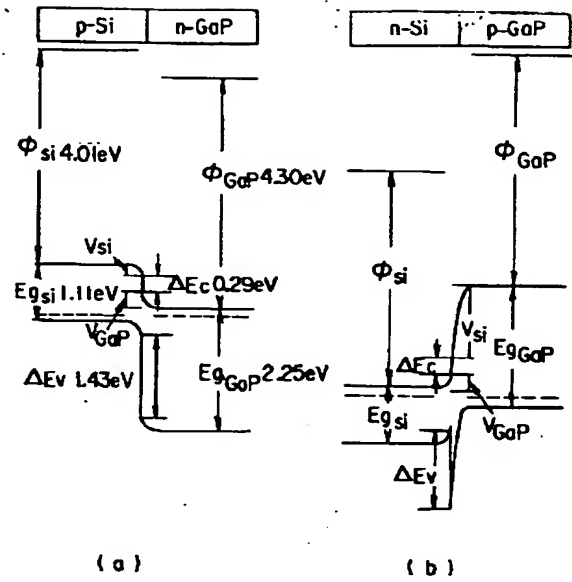 p-Si n-GaP
Φsi 4.01eV
ΦGaP 4.30eV
Vsi
ΔEc 0.29eV
Egsi 1.11eV
VGaP
ΔEv 1.43eV
EgGaP 2.25eV
(a)
n-Si p-GaP
ΦGaP
Φsi
Vsi
EgGaP
ΔEc
Egsi
VGaP
ΔEv
(b)